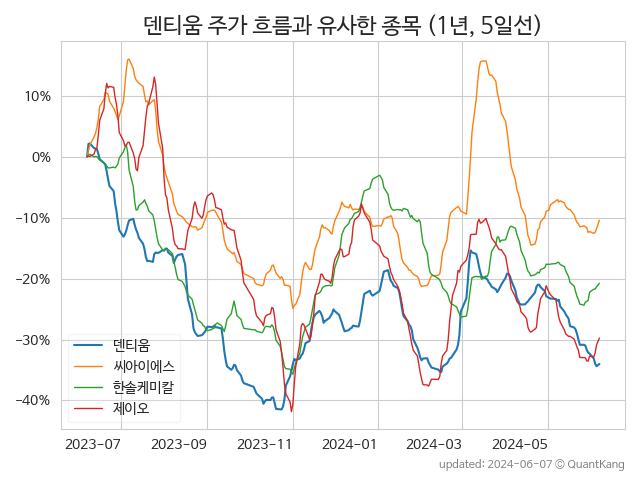 덴티움 주가 흐름과 유사한 종목 (1년, 5일선)
10%
0%
−10%
−20%
−30%
−40%
덴티움
씨아이에스
한솔케미칼
제이오
2023−07
2023−09
2023−11
2024−01
2024−03
2024−05
updated: 2024−06−07 © QuantKang